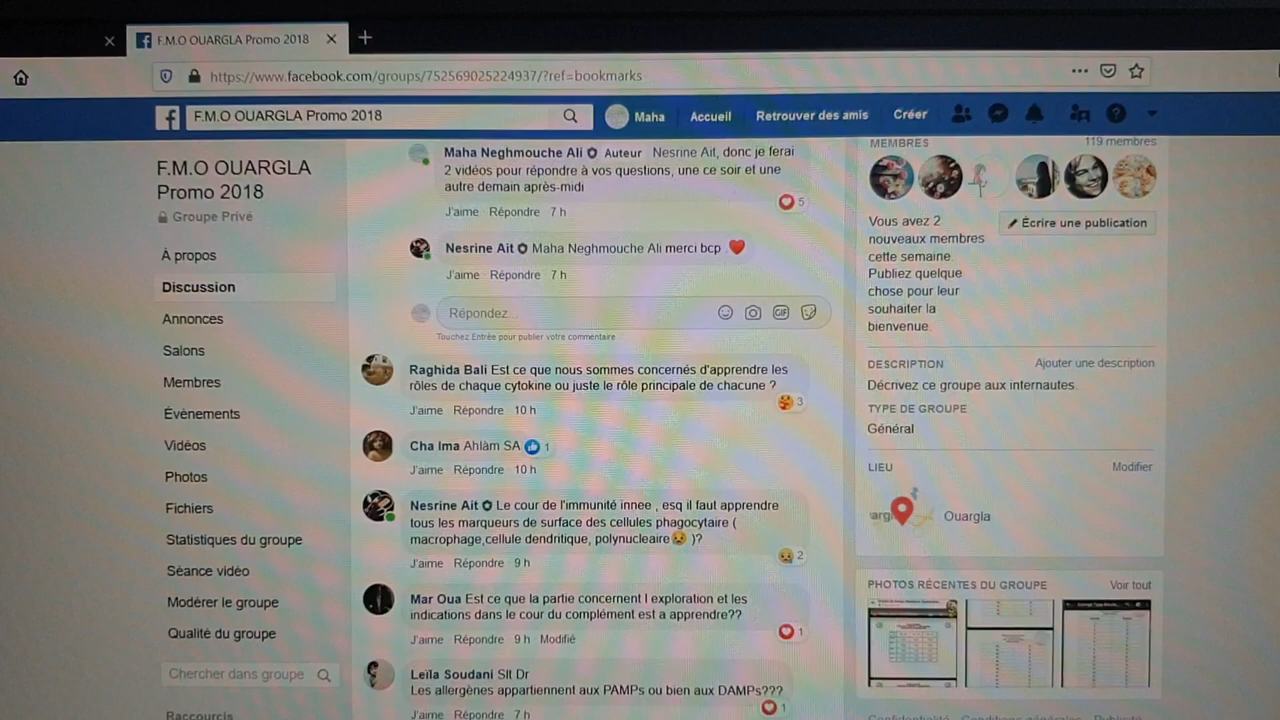 F.M.O OUARGLA Promo 2018
https://www.facebook.com/groups/752569025224937/?ref=bookmarks
F.M.O OUARGLA Promo 2018
Maha
Accueil
Retrouver des amis
Créer
F.M.O OUARGLA
Promo 2018
Groupe Privé
À propos
Discussion
Annonces
Salons
Membres
Évènements
Vidéos
Photos
Fichiers
Statistiques du groupe
Séance vidéo
Modérer le groupe
Qualité du groupe
Chercher dans groupe
Raccourcis
Maha Neghmouche Ali Auteur Nesrine Ait, donc je ferai
2 vidéos pour répondre à vos questions, une ce soir et une
autre demain après-midi
5
J'aime Répondre 7 h
Nesrine Ait Maha Neghmouche Ali merci bcp ❤️
J'aime Répondre 7 h
Répondez...
GIF
Touchez Entrée pour publier votre commentaire
Raghida Bali Est ce que nous sommes concernés d'apprendre les
rôles de chaque cytokine ou juste le rôle principale de chacune ?
3
J'aime Répondre 10 h
Cha Ima Ahlàm SA 1
J'aime Répondre 10 h
Nesrine Ait Le cour de l'immunité innee , esq il faut apprendre
tous les marqueurs de surface des cellules phagocytaire (
macrophage,cellule dendritique, polynucleaire😢 )?
2
J'aime Répondre 9 h
Mar Oua Est ce que la partie concernent l exploration et les
indications dans le cour du complément est a apprendre??
1
J'aime Répondre 9 h Modifié
Leïla Soudani Slt Dr
Les allergènes appartiennent aux PAMPs ou bien aux DAMPs???
1
J'aime Répondre 7 h
MEMBRES
119 membres
Vous avez 2
nouveaux membres
cette semaine.
Publiez quelque
chose pour leur
souhaiter la
bienvenue.
Écrire une publication
DESCRIPTION
Ajouter une description
Décrivez ce groupe aux internautes.
TYPE DE GROUPE
Général
LIEU
Modifier
Ouargla
PHOTOS RÉCENTES DU GROUPE
Voir tout